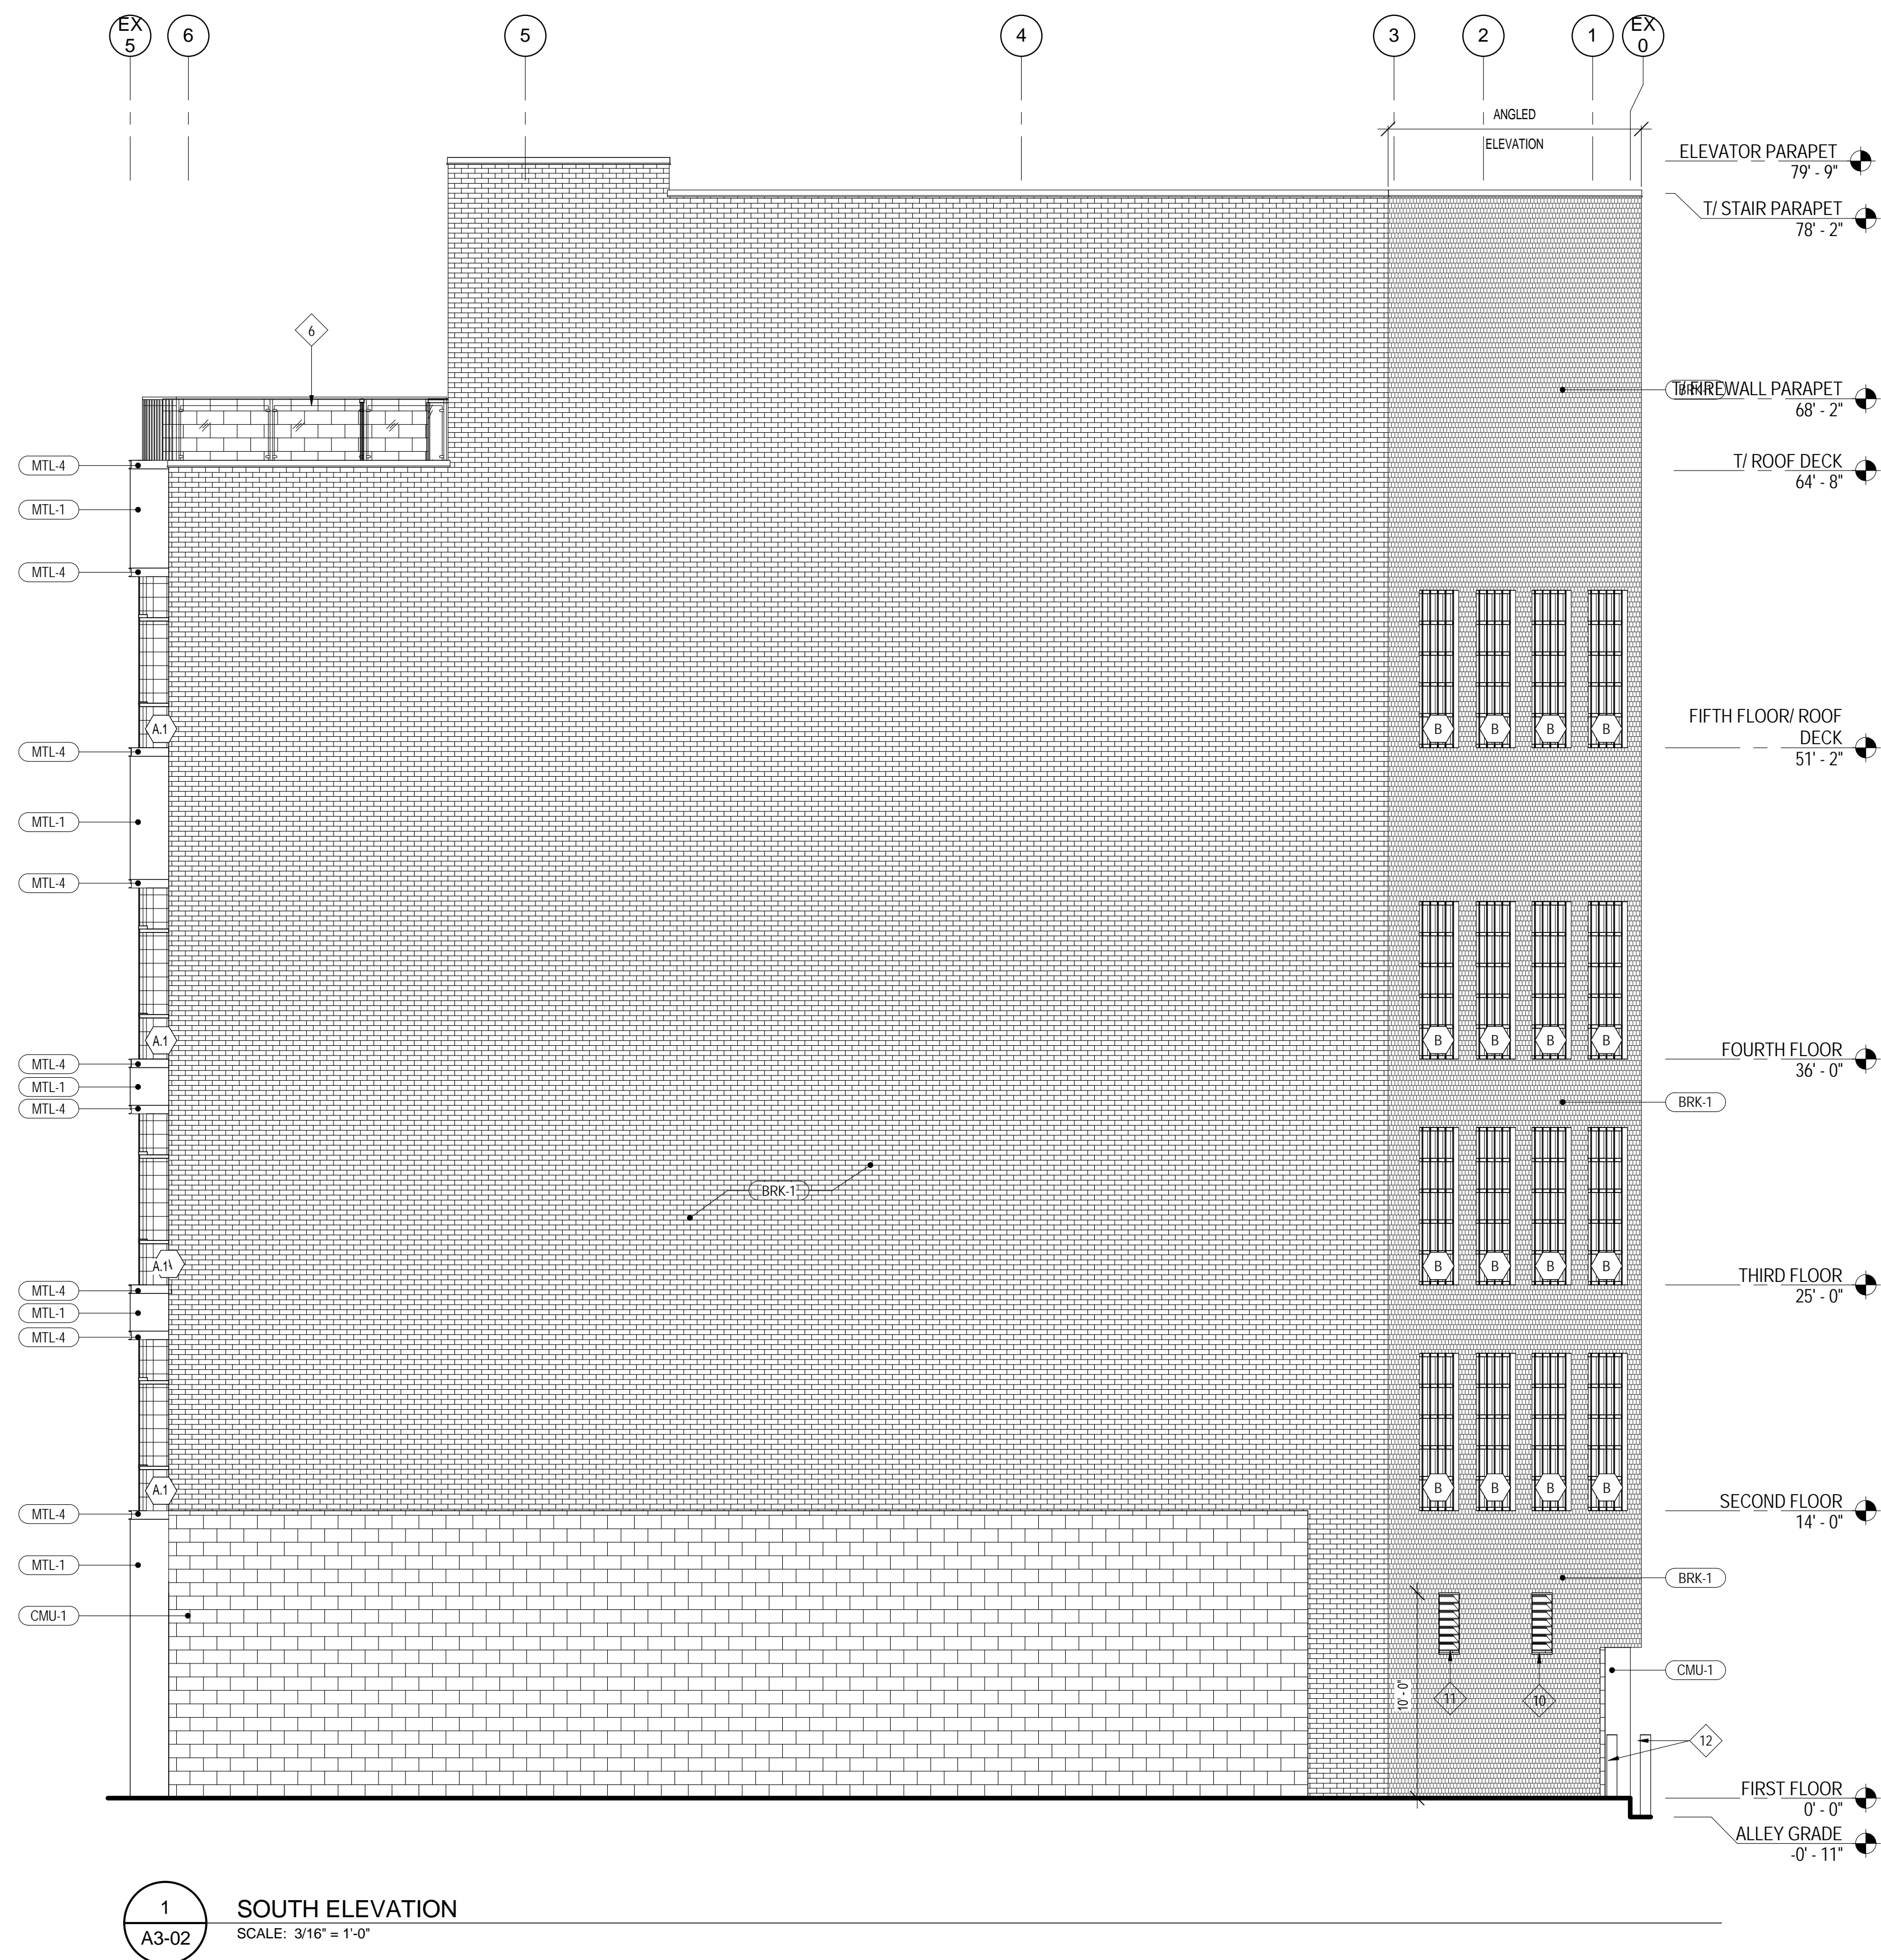 EX
5
6
5
4
3
2
1
EX
0
ANGLED
ELEVATION
ELEVATOR PARAPET
79' - 9"
T/ STAIR PARAPET
78' - 2"
6
BRK-1
T/ FIREWALL PARAPET
68' - 2"
MTL-4
T/ ROOF DECK
64' - 8"
MTL-1
MTL-4
A.1
B
B
B
B
FIFTH FLOOR/ ROOF
DECK
51' - 2"
MTL-4
MTL-1
MTL-4
A.1
B
B
B
B
FOURTH FLOOR
36' - 0"
MTL-4
MTL-1
MTL-4
BRK-1
BRK-1
A.1
B
B
B
B
THIRD FLOOR
25' - 0"
MTL-4
MTL-1
MTL-4
A.1
B
B
B
B
SECOND FLOOR
14' - 0"
MTL-4
MTL-1
BRK-1
CMU-1
CMU-1
10' - 0"
11
10
12
FIRST FLOOR
0' - 0"
ALLEY GRADE
-0' - 11"
1
A3-02
SOUTH ELEVATION
SCALE: 3/16" = 1'-0"